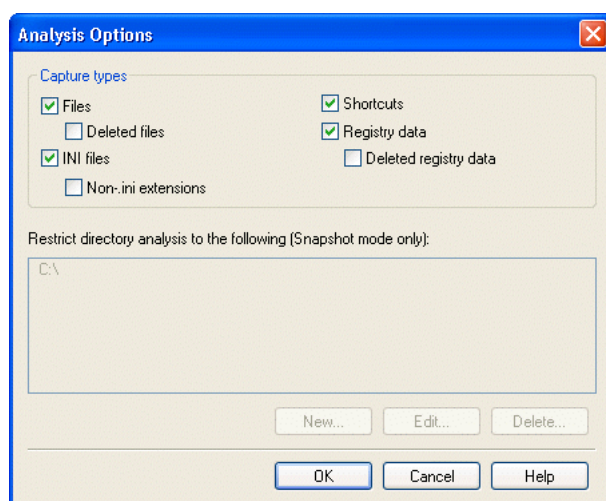 Analysis Options
Capture types
Files
Deleted files
INI files
Non-.ini extensions
Shortcuts
Registry data
Deleted registry data
Restrict directory analysis to the following (Snapshot mode only):
C:\
New...
Edit...
Delete...
OK
Cancel
Help